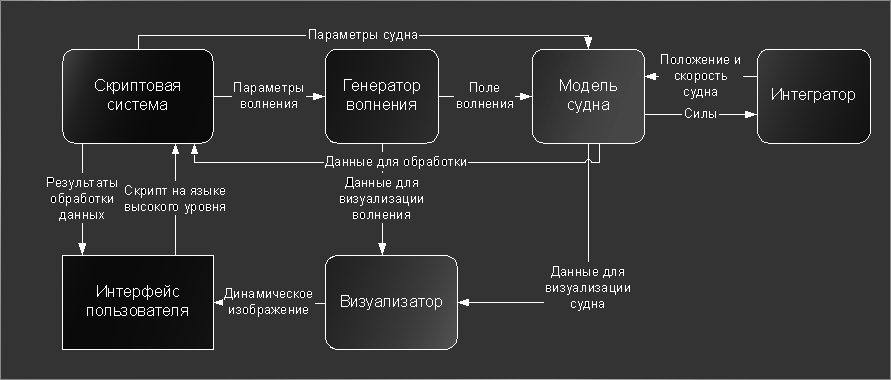 Параметры судна
Скриптовая
система
Параметры
волнения
Генератор
волнения
Поле
волнения
Модель
судна
Положение и
скорость
судна
Силы
Интегратор
Данные для обработки
Результаты
обработки
данных
Скрипт на языке
высокого уровня
Данные для
визуализации
волнения
Интерфейс
пользователя
Динамическое
изображение
Визуализатор
Данные для
визуализации
судна